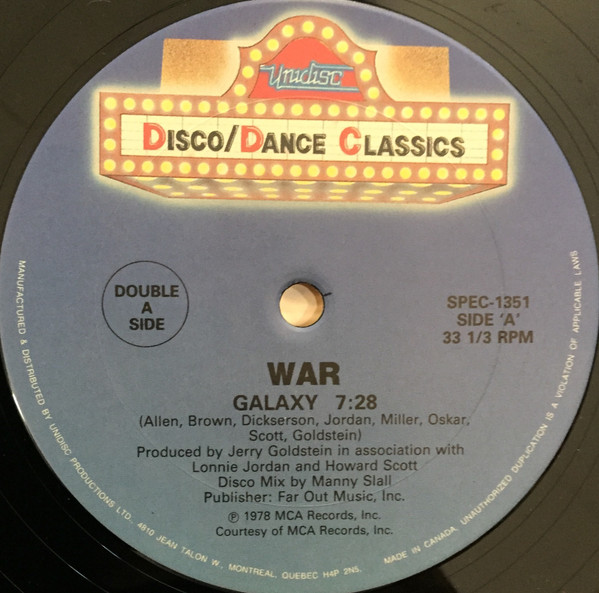 Unidisc
DISCO/DANCE CLASSICS
DOUBLE
A
SIDE
SPEC-1351
SIDE 'A'
33 1/3 RPM
WAR
GALAXY 7:28
(Allen, Brown, Dickserson, Jordan, Miller, Oskar,
Scott, Goldstein)
Produced by Jerry Goldstein in association with
Lonnie Jordan and Howard Scott
Disco Mix by Manny Slall
Publisher: Far Out Music, Inc.
℗ 1978 MCA Records, Inc.
Courtesy of MCA Records, Inc.
MANUFACTURED & DISTRIBUTED BY UNIDISC PRODUCTIONS LTD. 4810 JEAN TALON W., MONTREAL, QUEBEC H4P 2N5. MADE IN CANADA. UNAUTHORIZED DUPLICATION IS A VIOLATION OF APPLICABLE LAWS